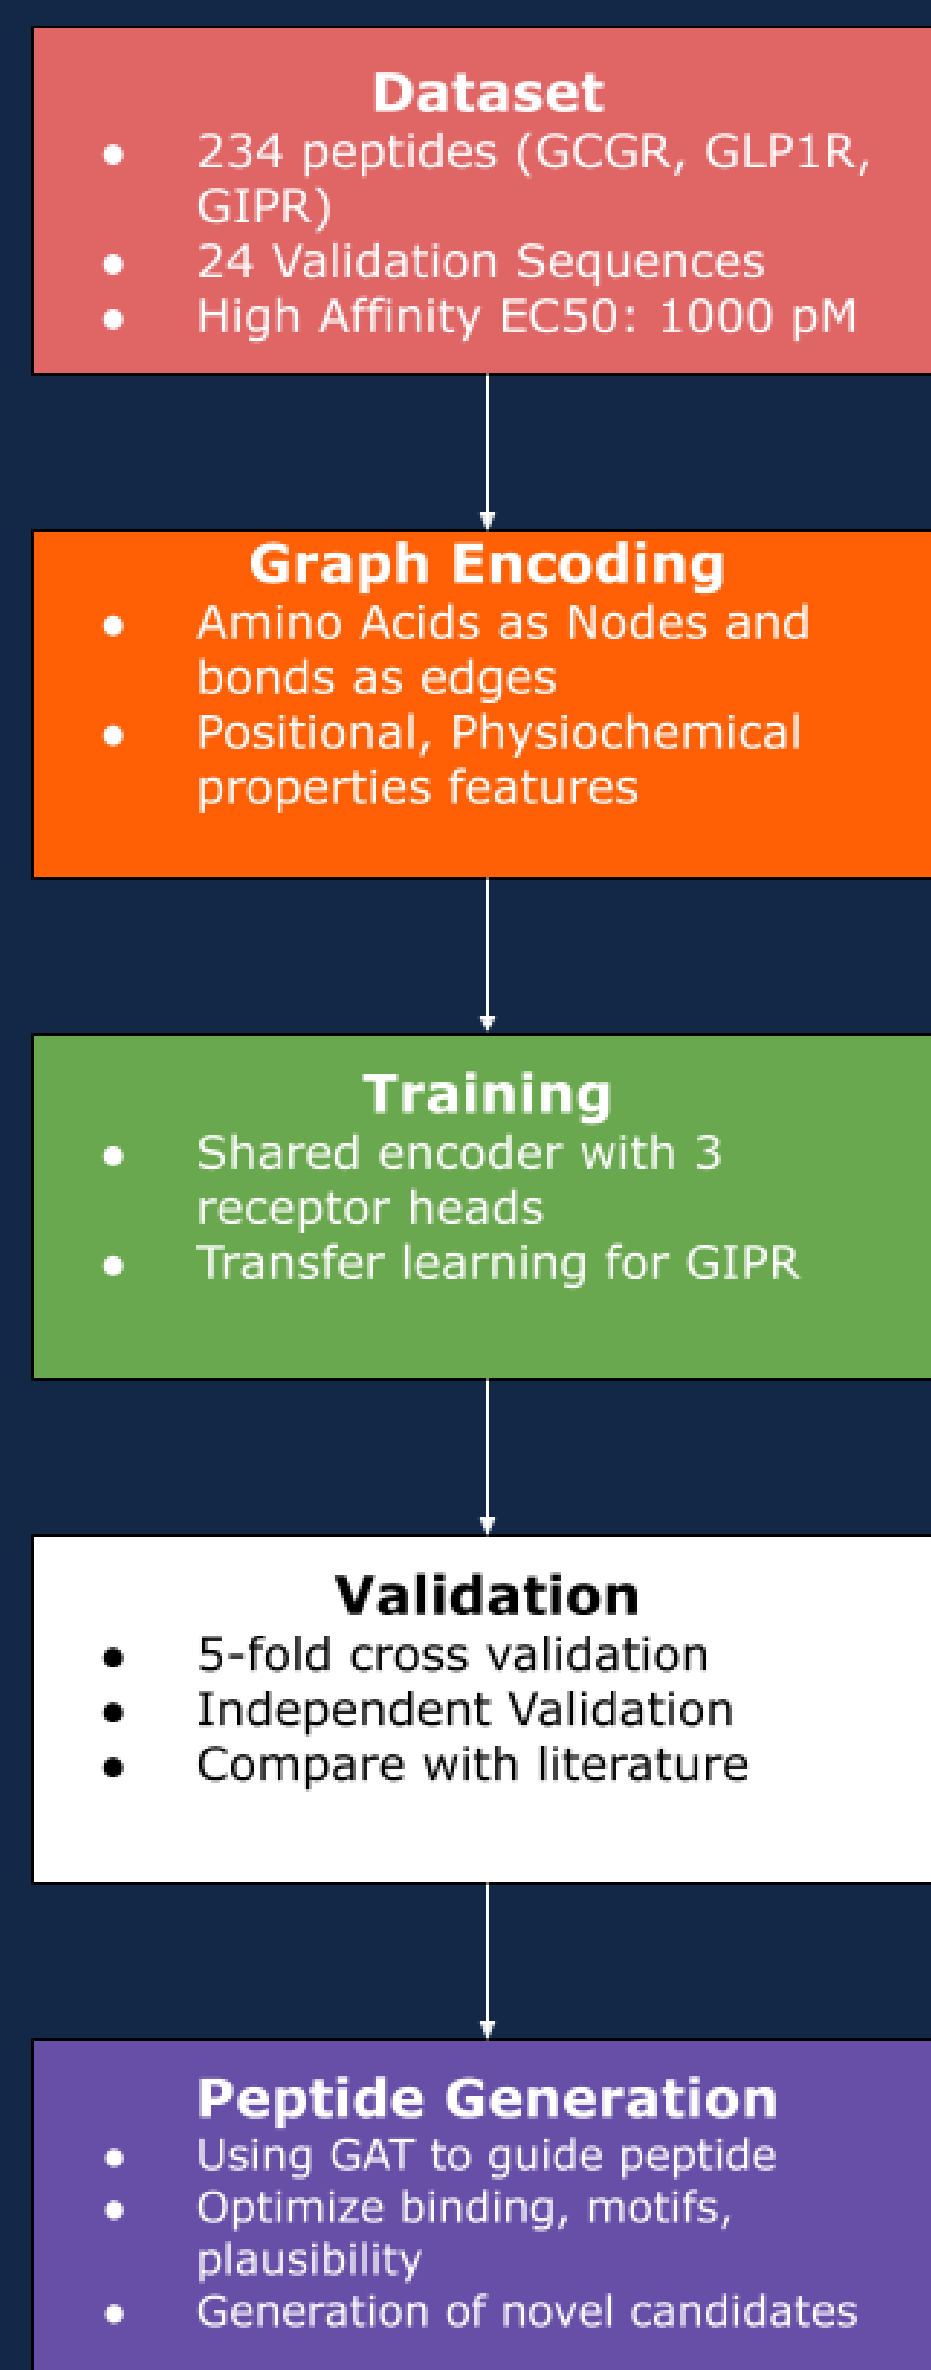 Dataset
● 234 peptides (GCGR, GLP1R,
GIPR)
● 24 Validation Sequences
● High Affinity EC50: 1000 pM
Graph Encoding
● Amino Acids as Nodes and
bonds as edges
● Positional, Physiochemical
properties features
Training
● Shared encoder with 3
receptor heads
● Transfer learning for GIPR
Validation
● 5-fold cross validation
● Independent Validation
● Compare with literature
Peptide Generation
● Using GAT to guide peptide
● Optimize binding, motifs,
plausibility
● Generation of novel candidates